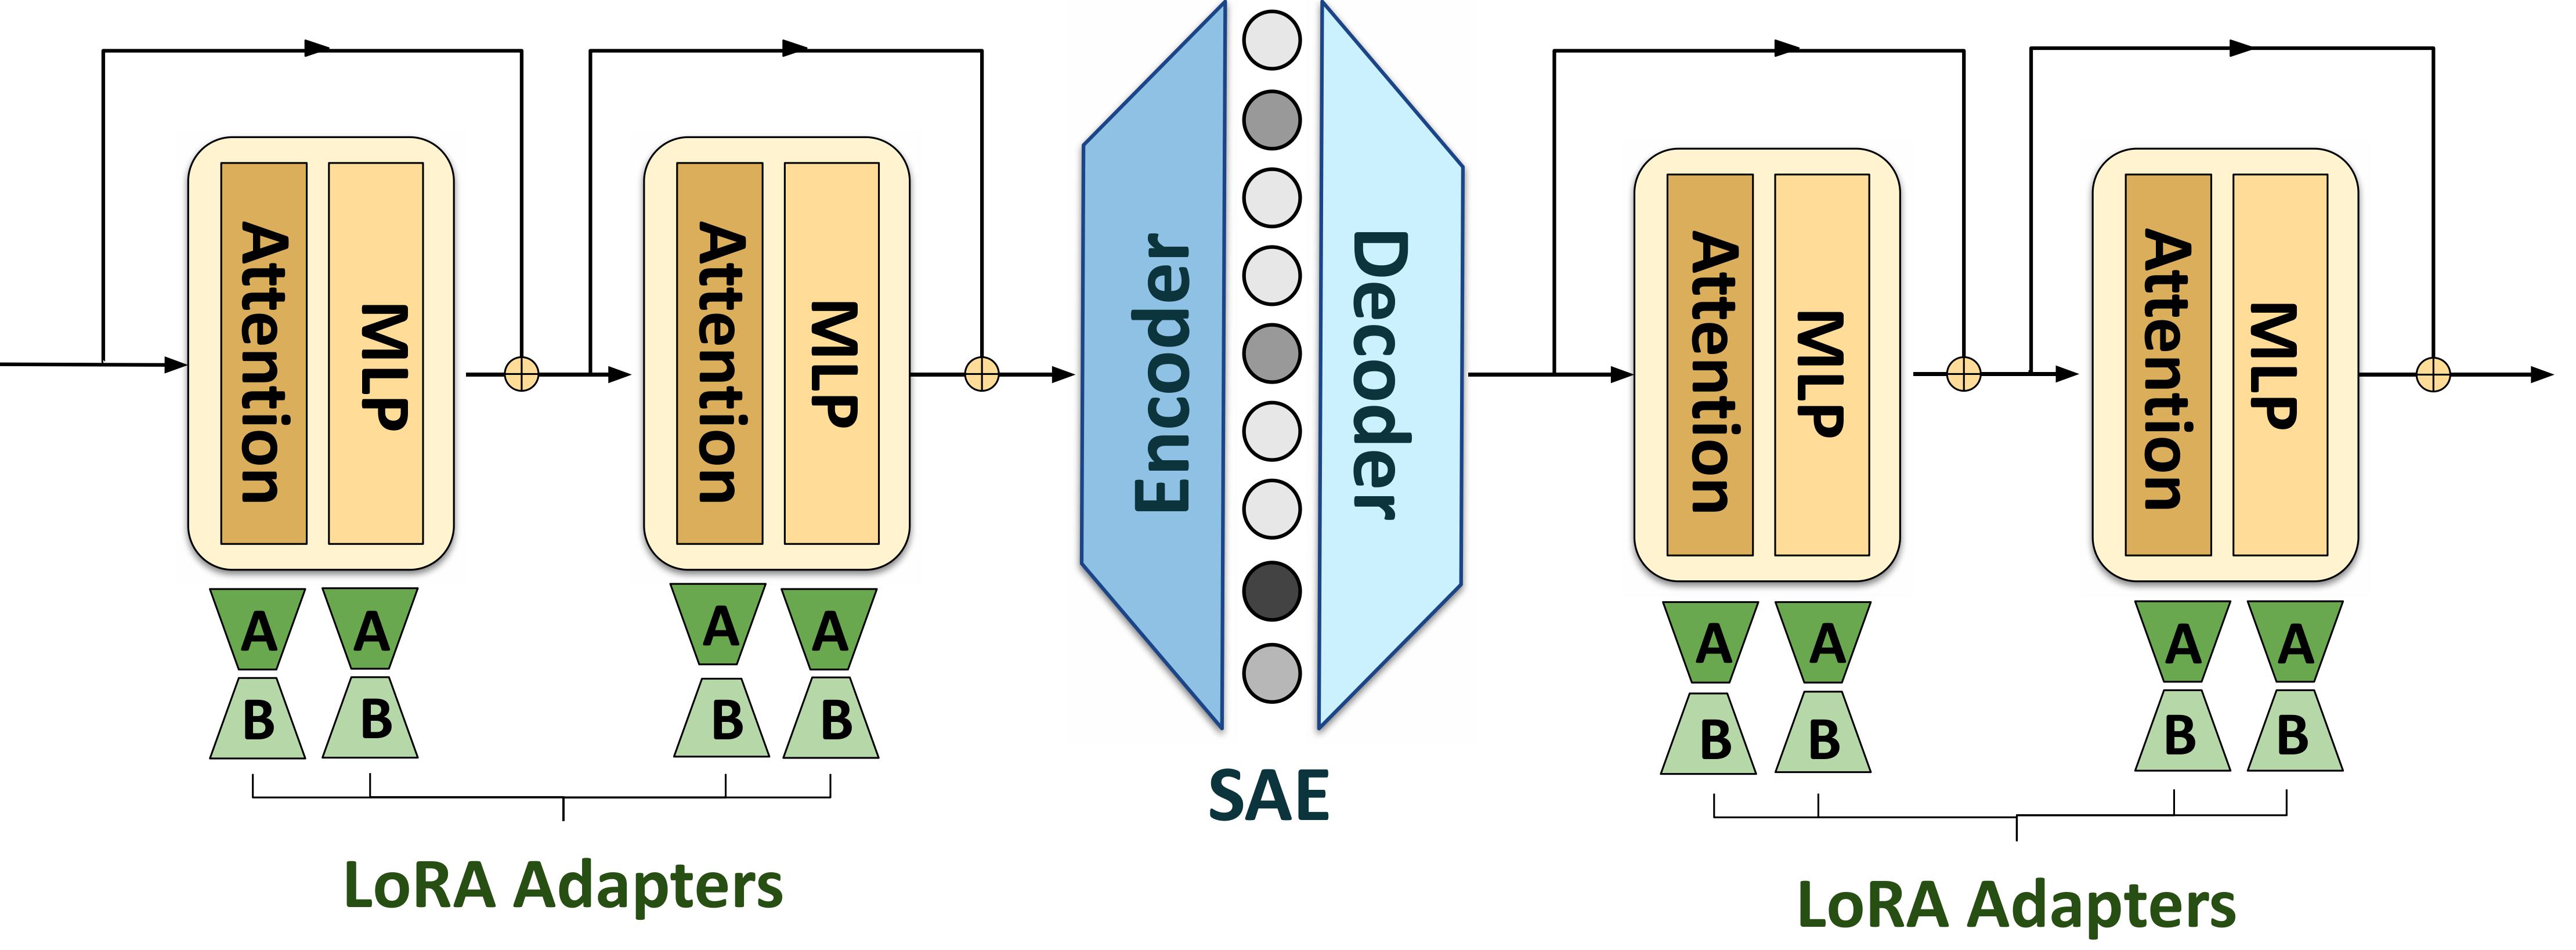 Attention
MLP
Attention
MLP
Encoder
Decoder
Attention
MLP
Attention
MLP
A
A
A
A
A
A
A
A
B
B
B
B
B
B
B
B
SAE
LoRA Adapters
LoRA Adapters